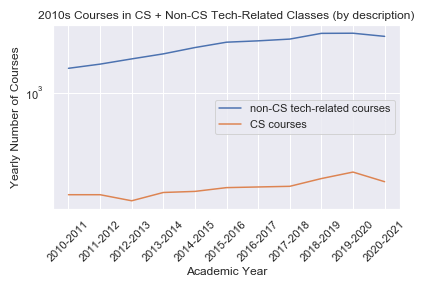 2010s Courses in CS + Non-CS Tech-Related Classes (by description)
Yearly Number of Courses
10³
non-CS tech-related courses
CS courses
2010-2011
2011-2012
2012-2013
2013-2014
2014-2015
2015-2016
2016-2017
2017-2018
2018-2019
2019-2020
2020-2021
Academic Year